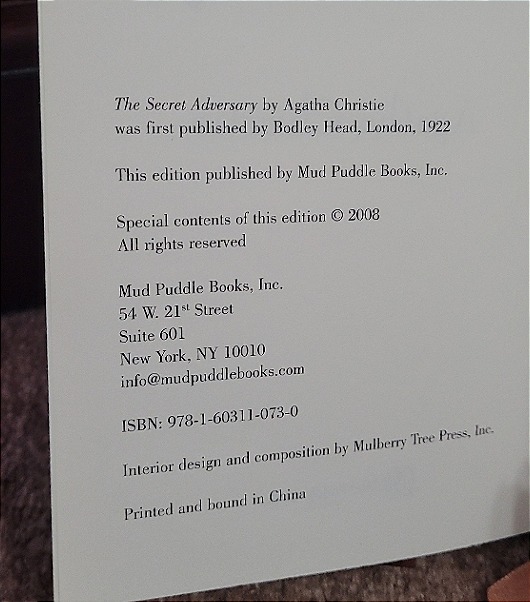 The Secret Adversary by Agatha Christie
was first published by Bodley Head, London, 1922
This edition published by Mud Puddle Books, Inc.
Special contents of this edition © 2008
All rights reserved
Mud Puddle Books, Inc.
54 W. 21st Street
Suite 601
New York, NY 10010
info@mudpuddlebooks.com
ISBN: 978-1-60311-073-0
Interior design and composition by Mulberry Tree Press, Inc.
Printed and bound in China